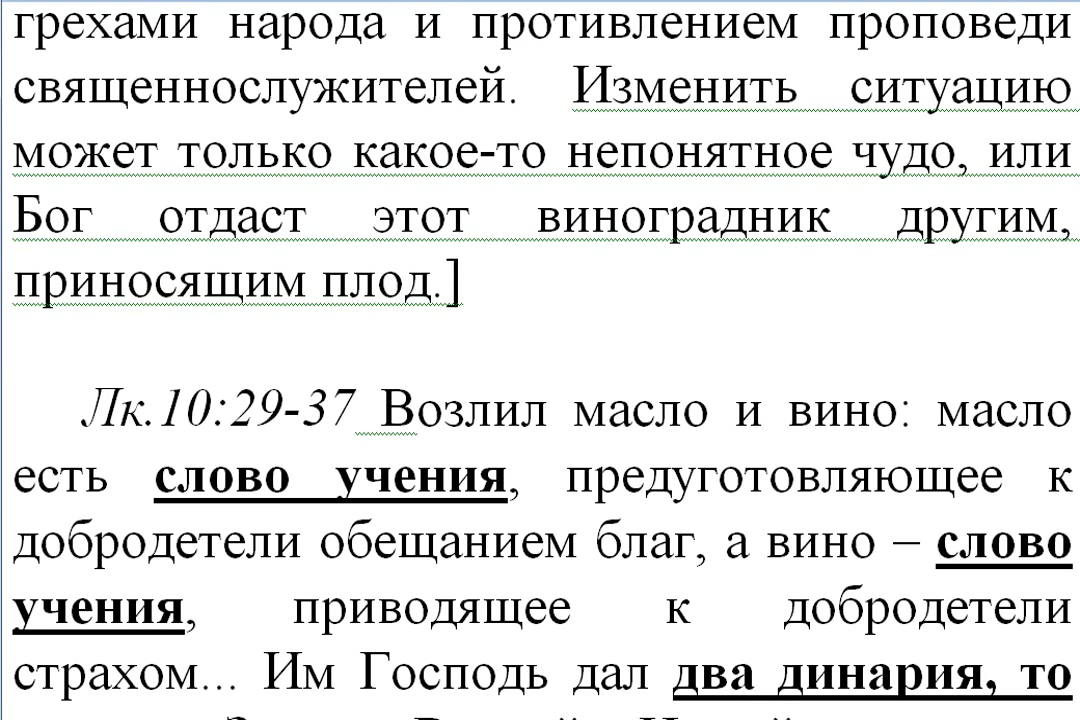 грехами народа и противлением проповеди
священнослужителей. Изменить ситуацию
может только какое-то непонятное чудо, или
Бог отдаст этот виноградник другим,
приносящим плод.]
Лк.10:29-37 Возлил масло и вино: масло
есть слово учения, предуготовляющее к
добродетели обещанием благ, а вино – слово
учения, приводящее к добродетели
страхом... Им Господь дал два динария, то